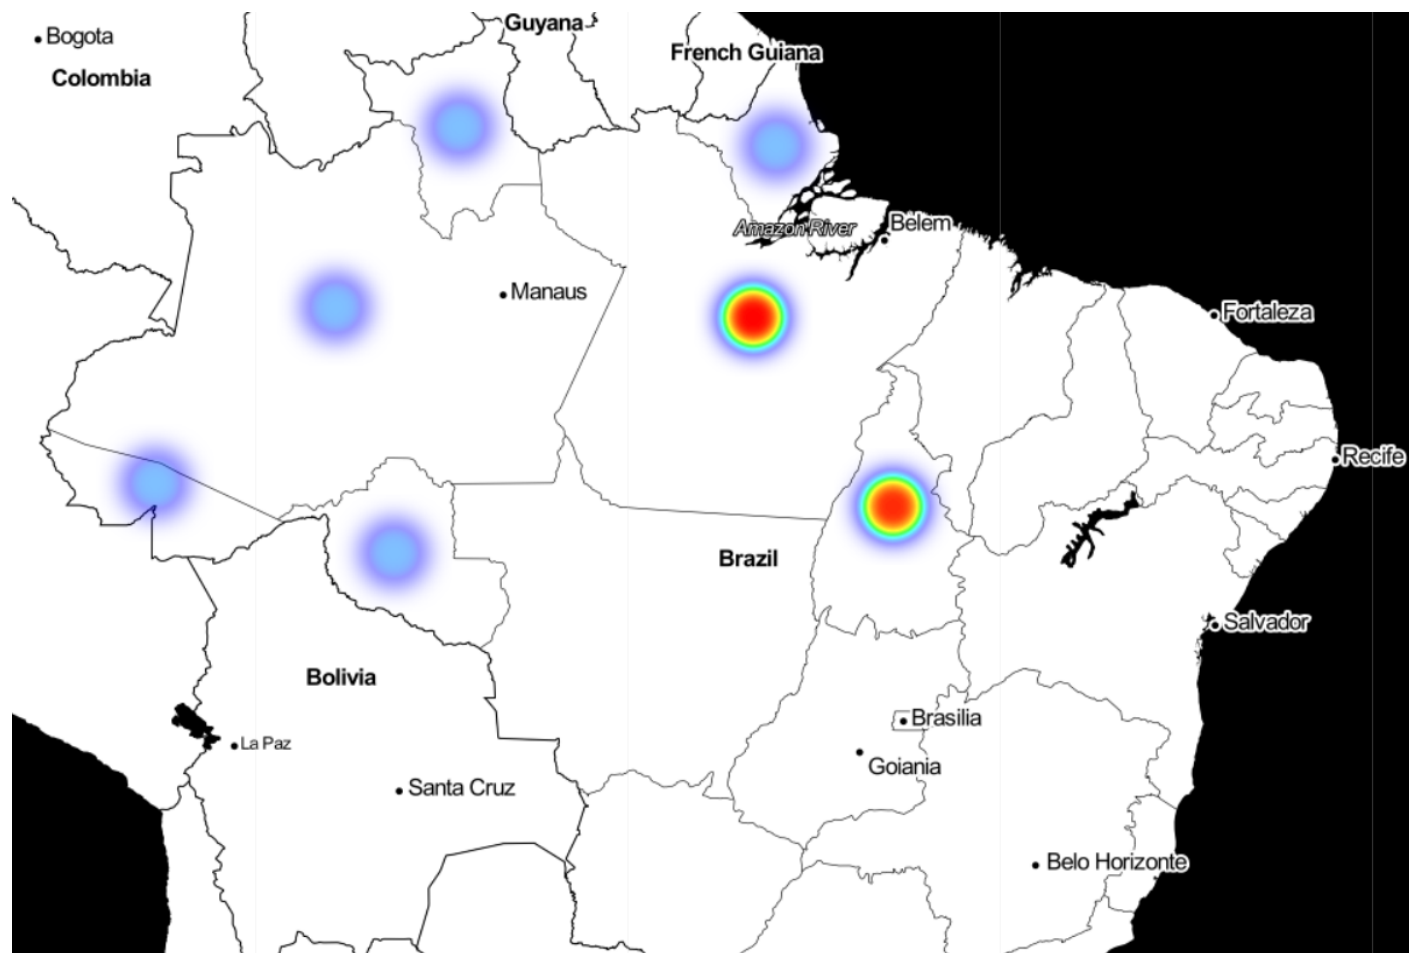 Guyana
Bogota
French Guiana
Colombia
Belem
Amazon River
Manaus
Fortaleza
Recife
Brazil
Salvador
Bolivia
Brasilia
La Paz
Goiania
Santa Cruz
Belo Horizonte